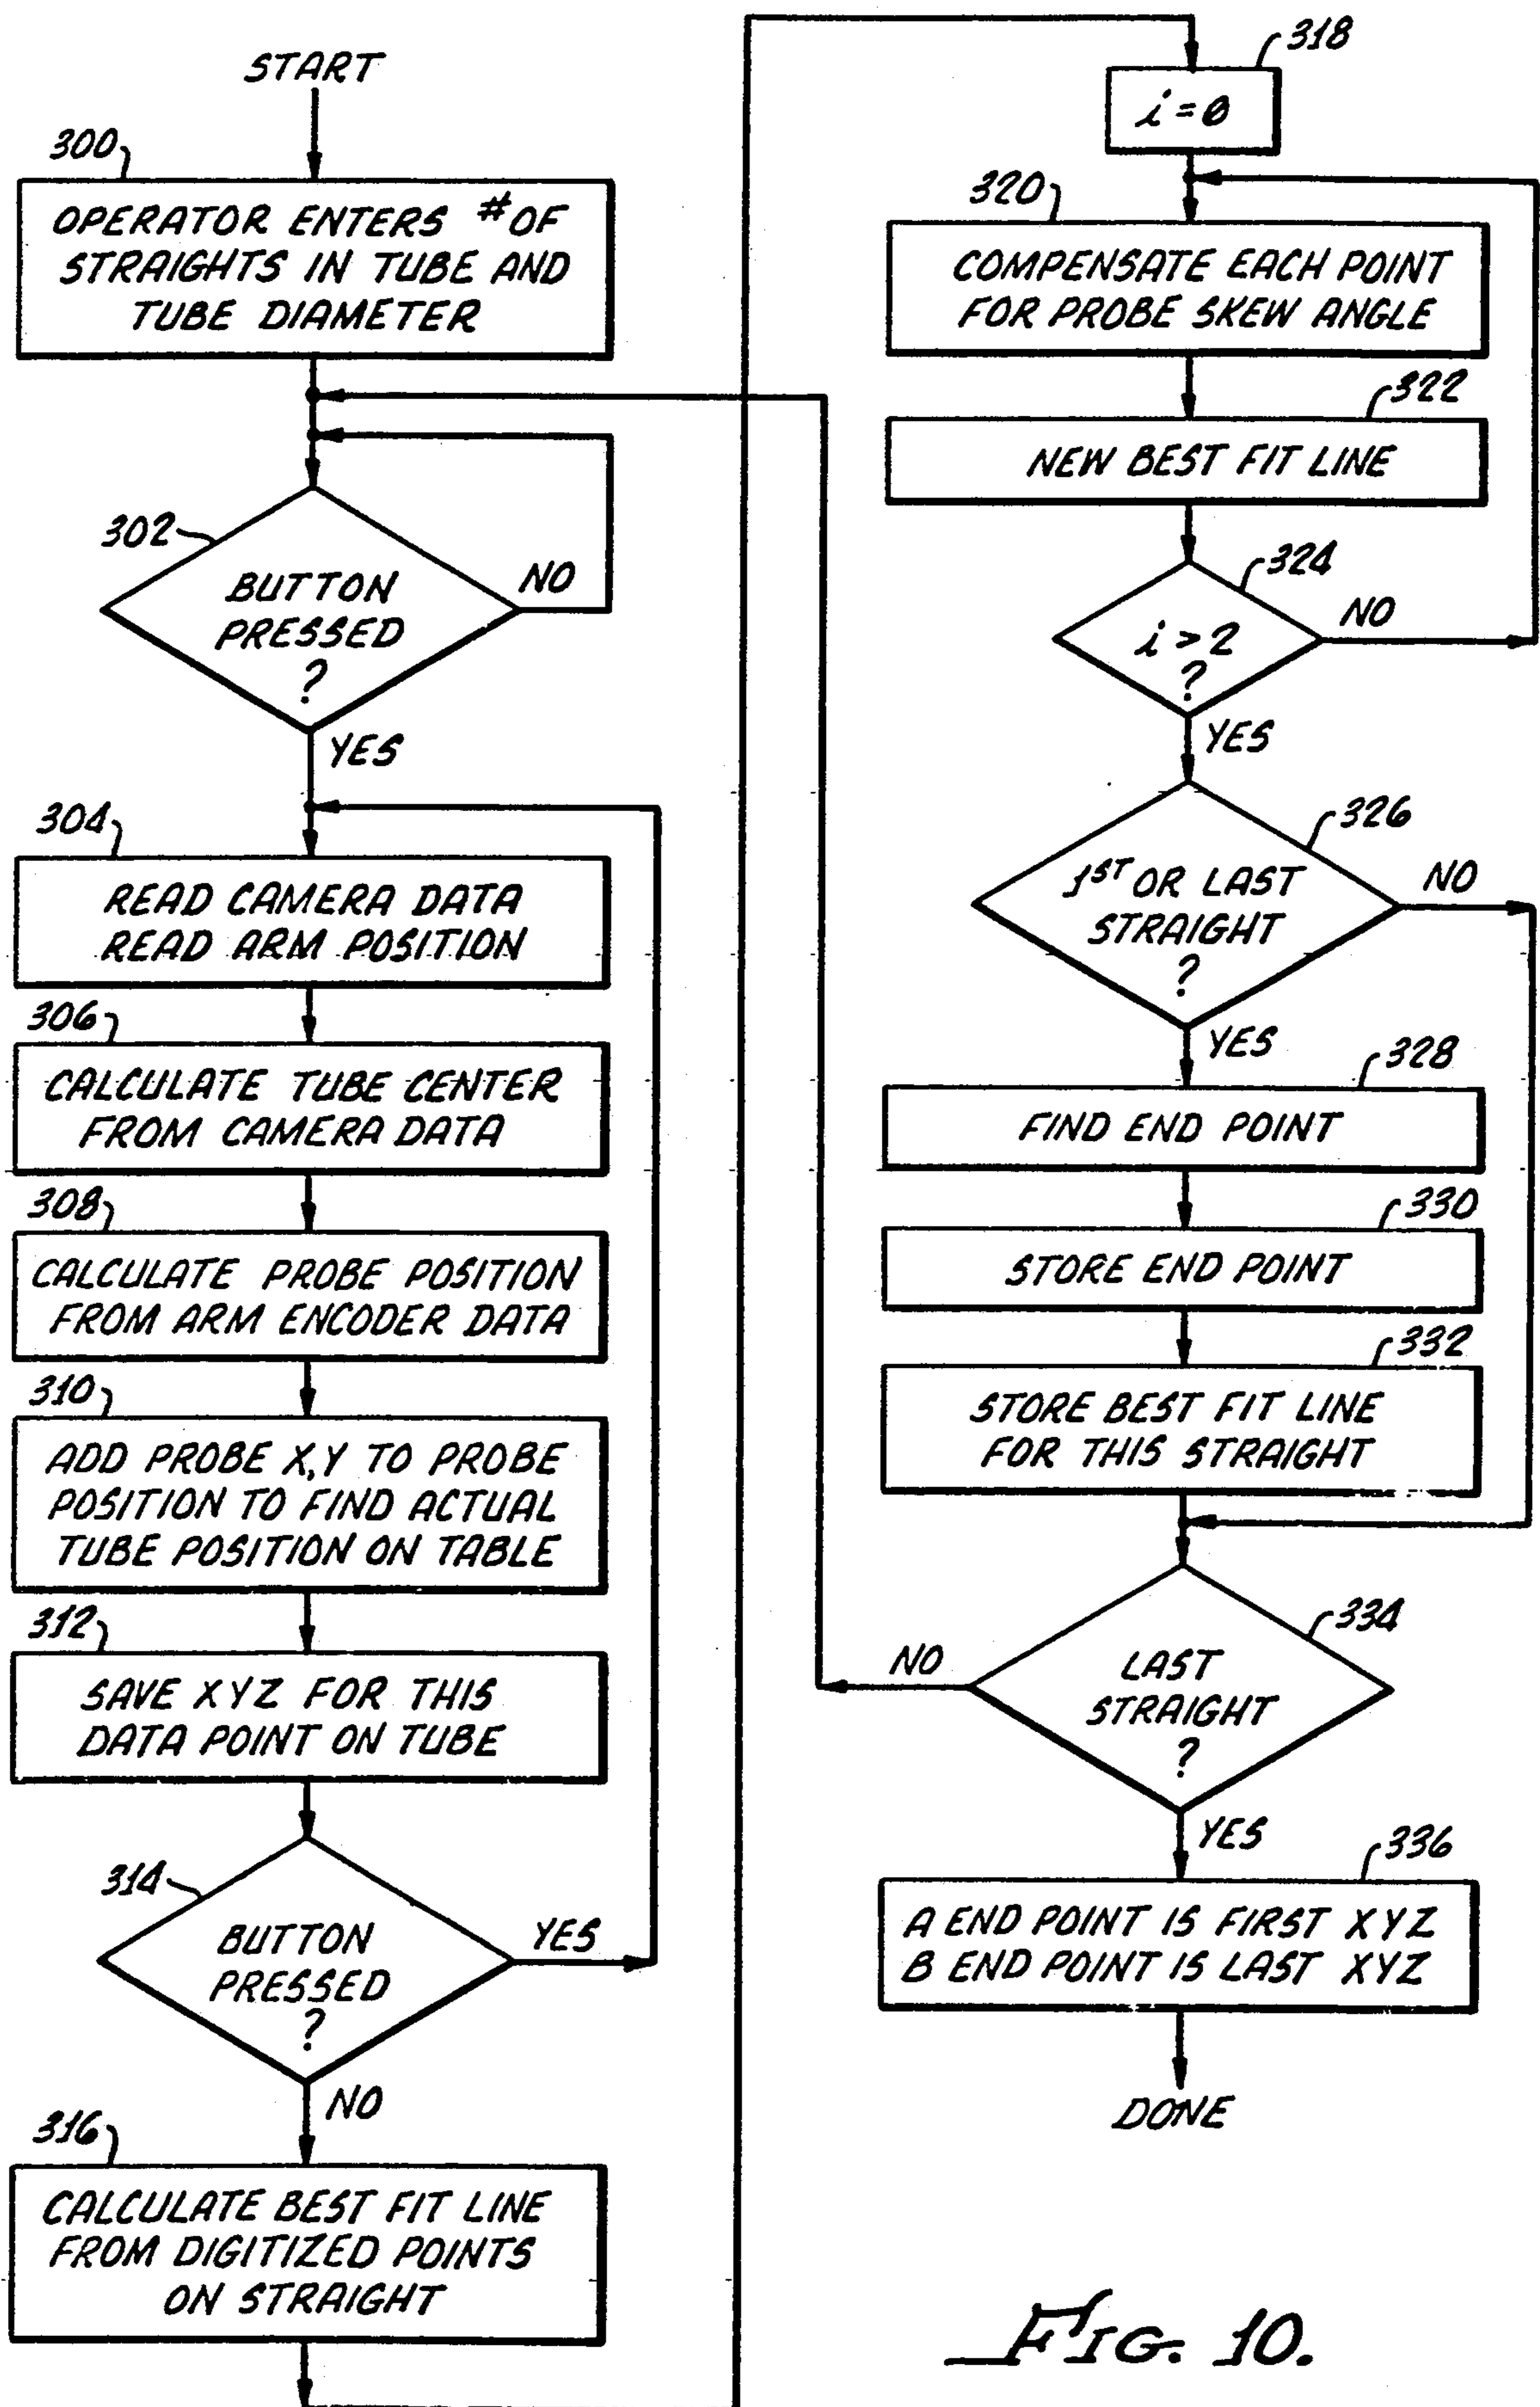 START
300
OPERATOR ENTERS # OF
STRAIGHTS IN TUBE AND
TUBE DIAMETER
302
BUTTON
PRESSED
?
NO
YES
304
READ CAMERA DATA
READ ARM POSITION
306
CALCULATE TUBE CENTER
FROM CAMERA DATA
308
CALCULATE PROBE POSITION
FROM ARM ENCODER DATA
310
ADD PROBE X,Y TO PROBE
POSITION TO FIND ACTUAL
TUBE POSITION ON TABLE
312
SAVE XYZ FOR THIS
DATA POINT ON TUBE
314
BUTTON
PRESSED
?
YES
NO
316
CALCULATE BEST FIT LINE
FROM DIGITIZED POINTS
ON STRAIGHT
318
i=0
320
COMPENSATE EACH POINT
FOR PROBE SKEW ANGLE
322
NEW BEST FIT LINE
324
i>2
?
NO
YES
326
1ST OR LAST
STRAIGHT
?
NO
YES
328
FIND END POINT
330
STORE END POINT
332
STORE BEST FIT LINE
FOR THIS STRAIGHT
334
LAST
STRAIGHT
?
NO
YES
336
A END POINT IS FIRST XYZ
B END POINT IS LAST XYZ
DONE
FIG. 10.